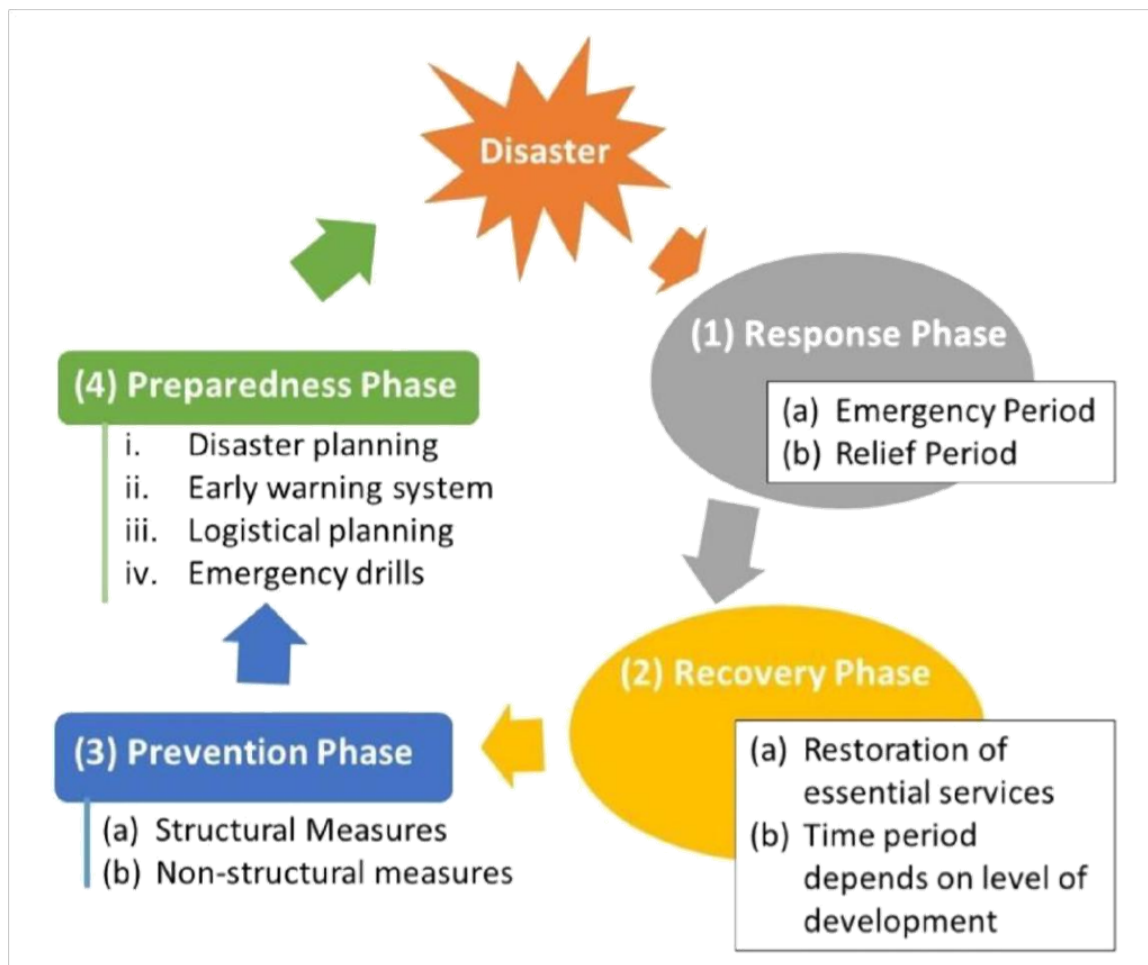 Disaster
(1) Response Phase
(a) Emergency Period
(b) Relief Period
(2) Recovery Phase
(a) Restoration of
essential services
(b) Time period
depends on level of
development
(3) Prevention Phase
(a) Structural Measures
(b) Non-structural measures
(4) Preparedness Phase
i. Disaster planning
ii. Early warning system
iii. Logistical planning
iv. Emergency drills